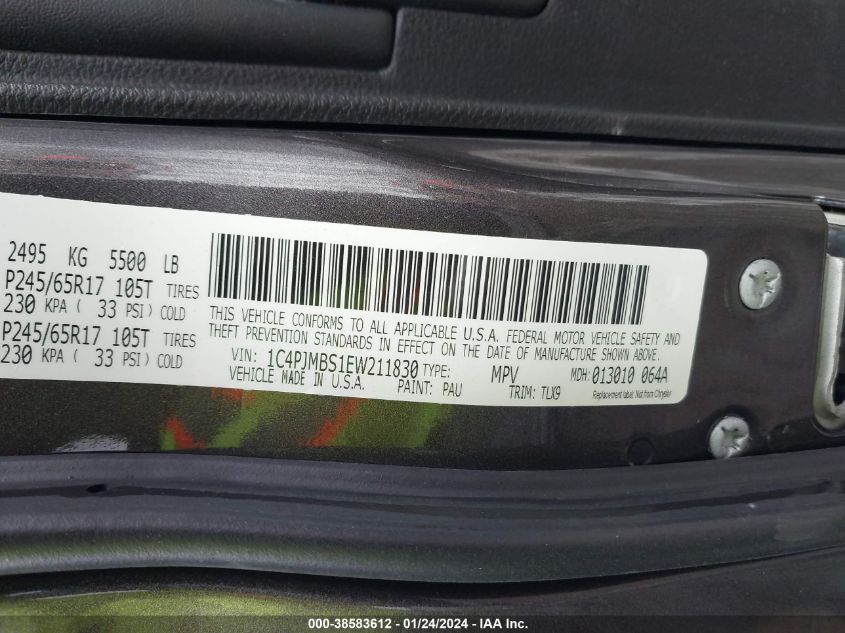 2495 KG 5500 LB
P245/65R17 105T TIRES
230 KPA ( 33 PSI) COLD
P245/65R17 105T TIRES
230 KPA ( 33 PSI) COLD
THIS VEHICLE CONFORMS TO ALL APPLICABLE U.S.A. FEDERAL MOTOR VEHICLE SAFETY AND
THEFT PREVENTION STANDARDS IN EFFECT ON THE DATE OF MANUFACTURE SHOWN ABOVE.
VIN: 1C4PJMBS1EW211830 TYPE: MPV MDH: 013010 064A
VEHICLE MADE IN U.S.A. PAINT: PAU TRIM: TLX9 Replacement label. Not from Chrysler
000-38583612 - 01/24/2024 - IAA Inc.